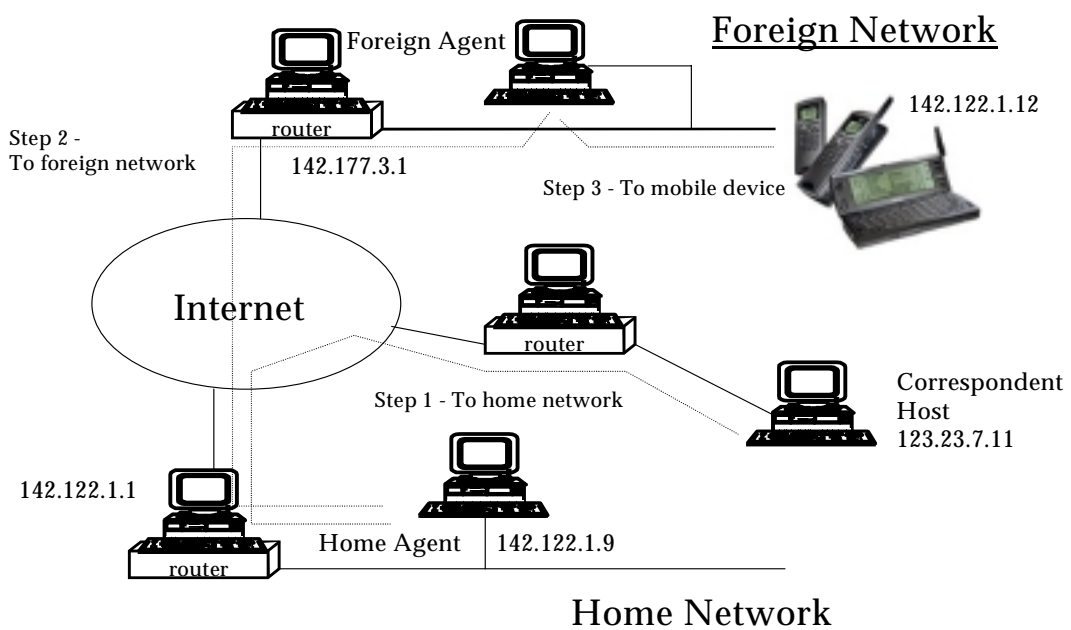 Foreign Network
Foreign Agent
142.122.1.12
router
Step 2 -
To foreign network
142.177.3.1
Step 3 - To mobile device
Internet
router
Step 1 - To home network
Correspondent
Host
123.23.7.11
142.122.1.1
Home Agent
142.122.1.9
router
Home Network